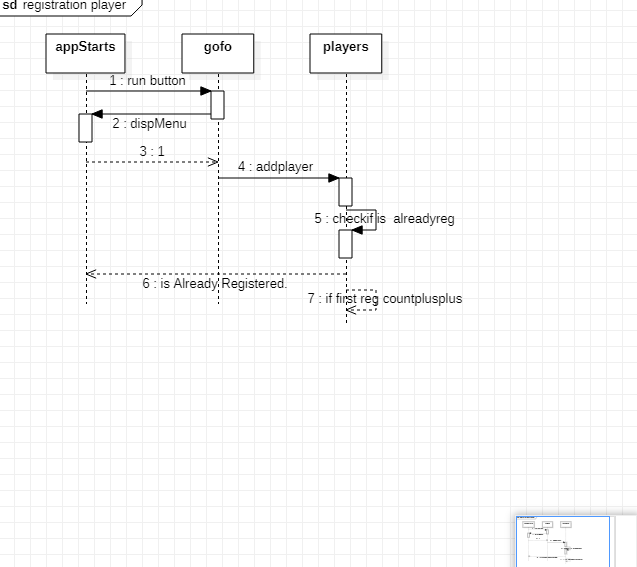 sd registration player
appStarts
gofo
players
1 : run button
2 : dispMenu
3 : 1
4 : addplayer
5 : checkif is alreadyreg
6 : is Already Registered.
7 : if first reg countplusplus